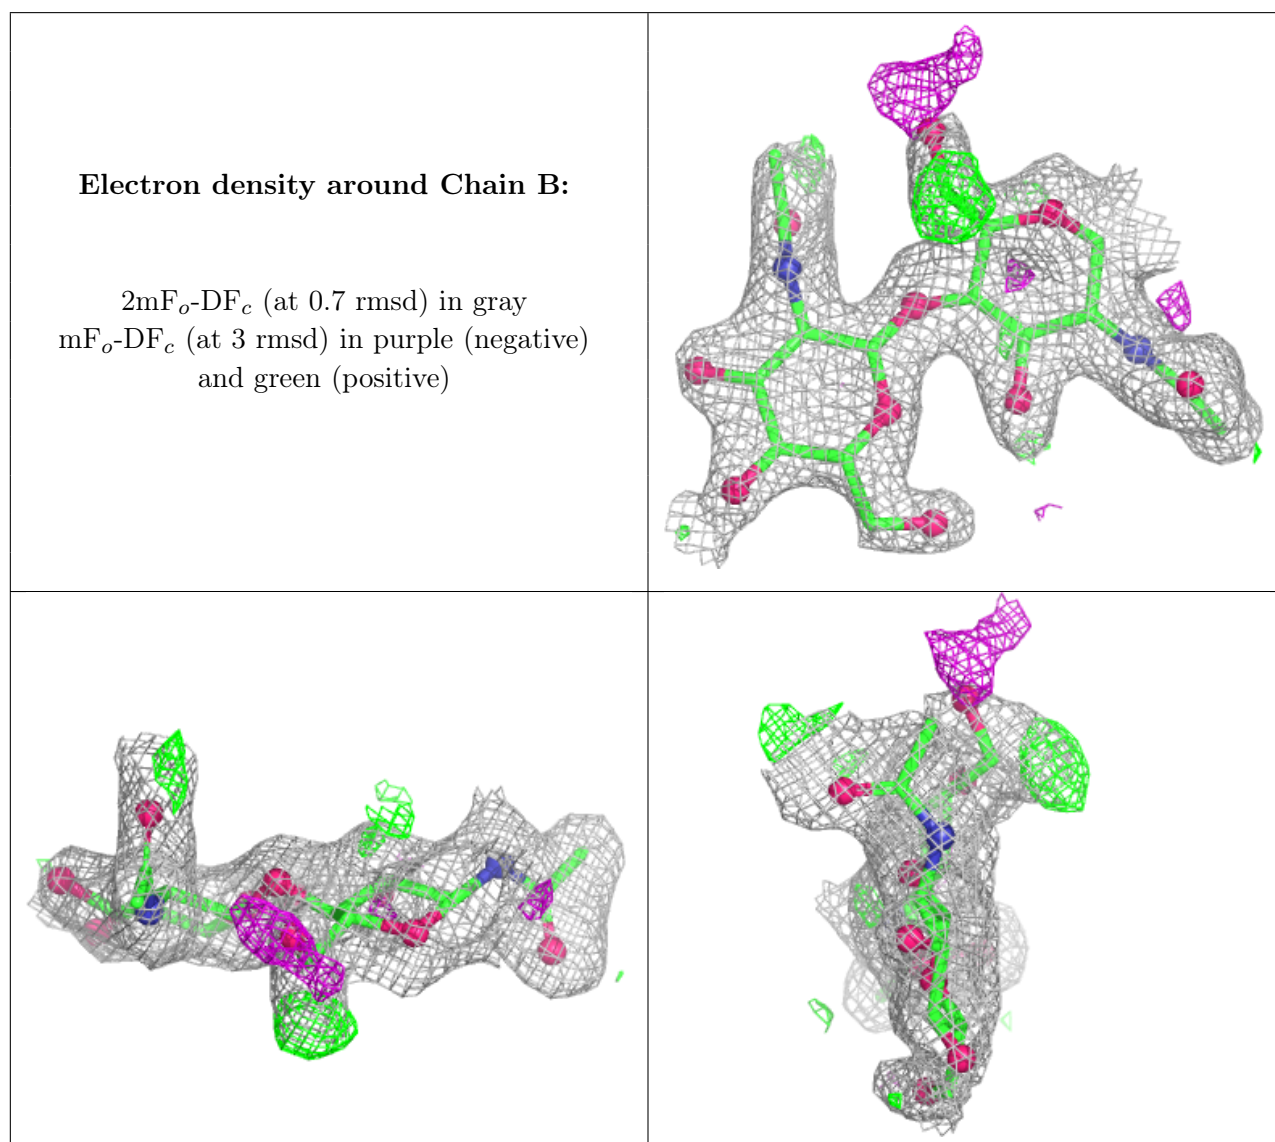 Electron density around Chain B:
2mFo-DFc (at 0.7 rmsd) in gray
mFo-DFc (at 3 rmsd) in purple (negative)
and green (positive)